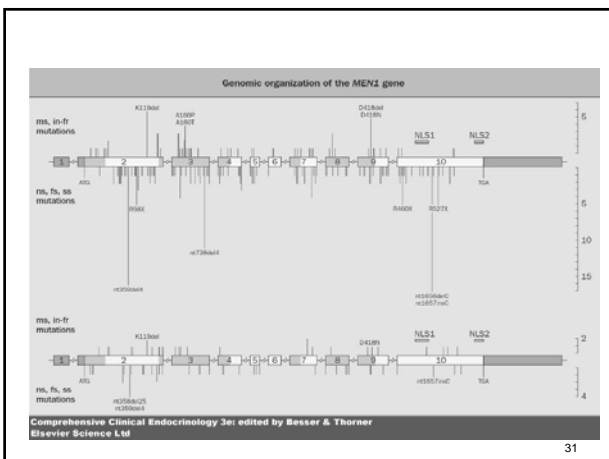 Genomic organization of the MEN1 gene
K119del
A160P
A160T
D418del
D418N
ms, in-fr
mutations
NLS1
NLS2
5
1
2
3
4
5
6
7
8
9
10
ATG
TGA
ns, fs, ss
mutations
R98X
R460X
R527X
5
nt738del4
10
15
nt359del4
nt1656delC
nt1657insC
ms, in-fr
mutations
K119del
D418N
NLS1
NLS2
2
1
2
3
4
5
6
7
8
9
10
ATG
nt1657insC
TGA
ns, fs, ss
mutations
nt359del4
4
Comprehensive Clinical Endocrinology 3e: edited by Besser & Thorner
Elsevier Science Ltd
31